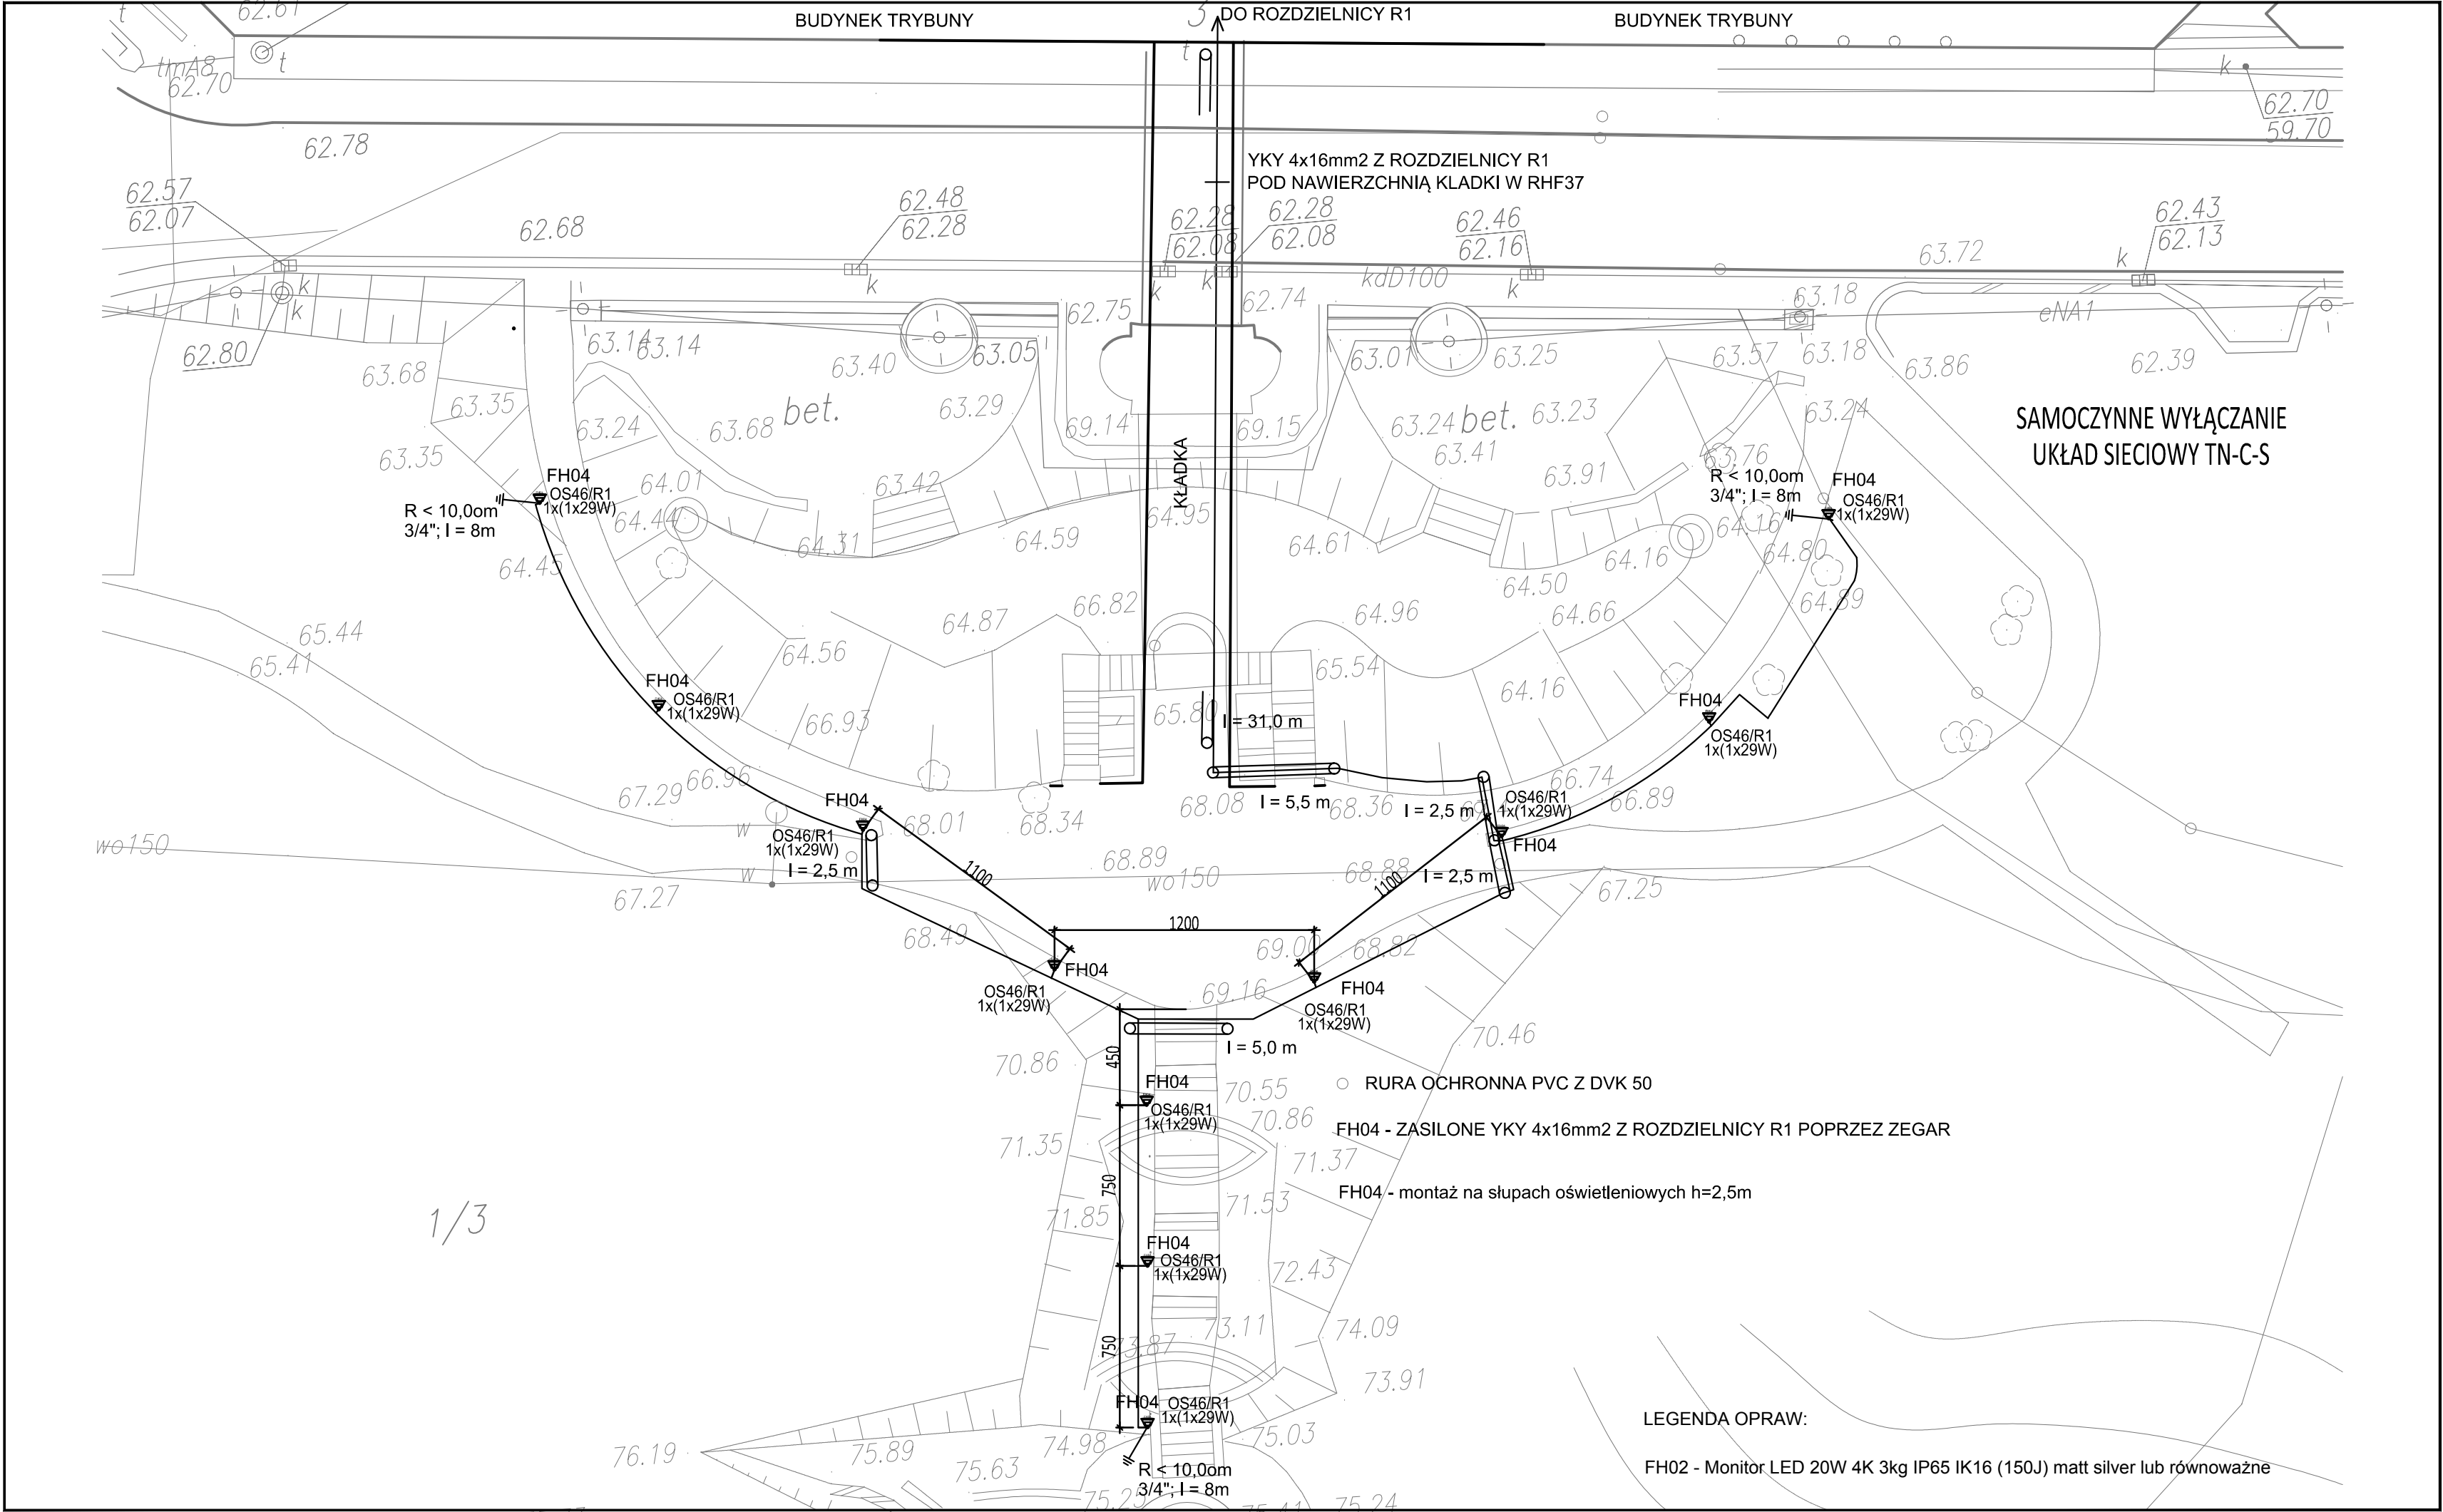 62.61
t
BUDYNEK TRYBUNY
3
DO ROZDZIELNICY R1
BUDYNEK TRYBUNY
tmA8
t
t
k
62.70
62.70
59.70
62.78
YKY 4x16mm2 Z ROZDZIELNICY R1
POD NAWIERZCHNIĄ KLADKI W RHF37
62.57
62.07
62.68
62.48
62.28
62.28
62.08
62.28
62.08
62.46
62.16
62.43
62.13
63.72
k
k
k
k
k
k
k
kdD100
62.75
62.74
63.18
eNA1
62.80
63.14
63.14
63.40
63.05
63.01
63.25
63.57
63.18
63.86
62.39
63.68
63.35
63.24
63.68
bet.
63.29
69.14
69.15
63.24
bet.
63.23
63.24
SAMOCZYNNE WYŁĄCZANIE
UKŁAD SIECIOWY TN-C-S
KŁADKA
63.35
FH04
OS46/R1
1x(1x29W)
R < 10,0om
3/4"; l = 8m
64.01
64.44
63.42
63.41
63.91
63.76
R < 10,0om
3/4"; l = 8m
FH04
OS46/R1
1x(1x29W)
64.45
64.31
64.59
64.95
64.61
64.50
64.16
64.16
64.80
64.89
65.44
65.41
64.56
64.87
66.82
64.96
64.66
65.54
64.16
FH04
OS46/R1
1x(1x29W)
66.93
65.80
l = 31,0 m
FH04
OS46/R1
1x(1x29W)
67.29
66.96
FH04
OS46/R1
1x(1x29W)
l = 2,5 m
68.01
68.34
68.08
l = 5,5 m
68.36
l = 2,5 m
66.74
66.89
OS46/R1
1x(1x29W)
FH04
wo150
w
w
67.27
1100
68.89
wo150
68.88
1100
l = 2,5 m
67.25
68.49
1200
69.00
68.82
FH04
OS46/R1
1x(1x29W)
69.16
FH04
OS46/R1
1x(1x29W)
l = 5,0 m
70.46
70.86
450
FH04
OS46/R1
1x(1x29W)
70.55
70.86
RURA OCHRONNA PVC Z DVK 50
FH04 - ZASILONE YKY 4x16mm2 Z ROZDZIELNICY R1 POPRZEZ ZEGAR
71.35
71.37
750
FH04 - montaż na słupach oświetleniowych h=2,5m
71.85
71.53
1/3
FH04
OS46/R1
1x(1x29W)
72.43
750
73.87
73.11
74.09
73.91
FH04
OS46/R1
1x(1x29W)
LEGENDA OPRAW:
76.19
75.89
75.63
74.98
75.03
R < 10,0om
3/4"; l = 8m
FH02 - Monitor LED 20W 4K 3kg IP65 IK16 (150J) matt silver lub równoważne
75.25
75.24